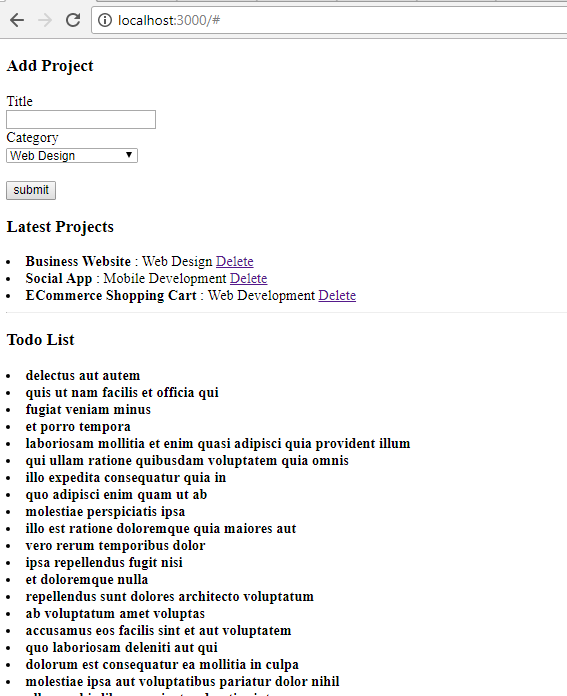 localhost:3000/#
Add Project
Title
Category
Web Design
submit
Latest Projects
Business Website : Web Design Delete
Social App : Mobile Development Delete
ECommerce Shopping Cart : Web Development Delete
Todo List
delectus aut autem
quis ut nam facilis et officia qui
fugiat veniam minus
et porro tempora
laboriosam mollitia et enim quasi adipisci quia provident illum
qui ullam ratione quibusdam voluptatem quia omnis
illo expedita consequatur quia in
quo adipisci enim quam ut ab
molestiae perspiciatis ipsa
illo est ratione doloremque quia maiores aut
vero rerum temporibus dolor
ipsa repellendus fugit nisi
et doloremque nulla
repellendus sunt dolores architecto voluptatum
ab voluptatum amet voluptas
accusamus eos facilis sint et aut voluptatem
quo laboriosam deleniti aut qui
dolorum est consequatur ea mollitia in culpa
molestiae ipsa aut voluptatibus pariatur dolor nihil